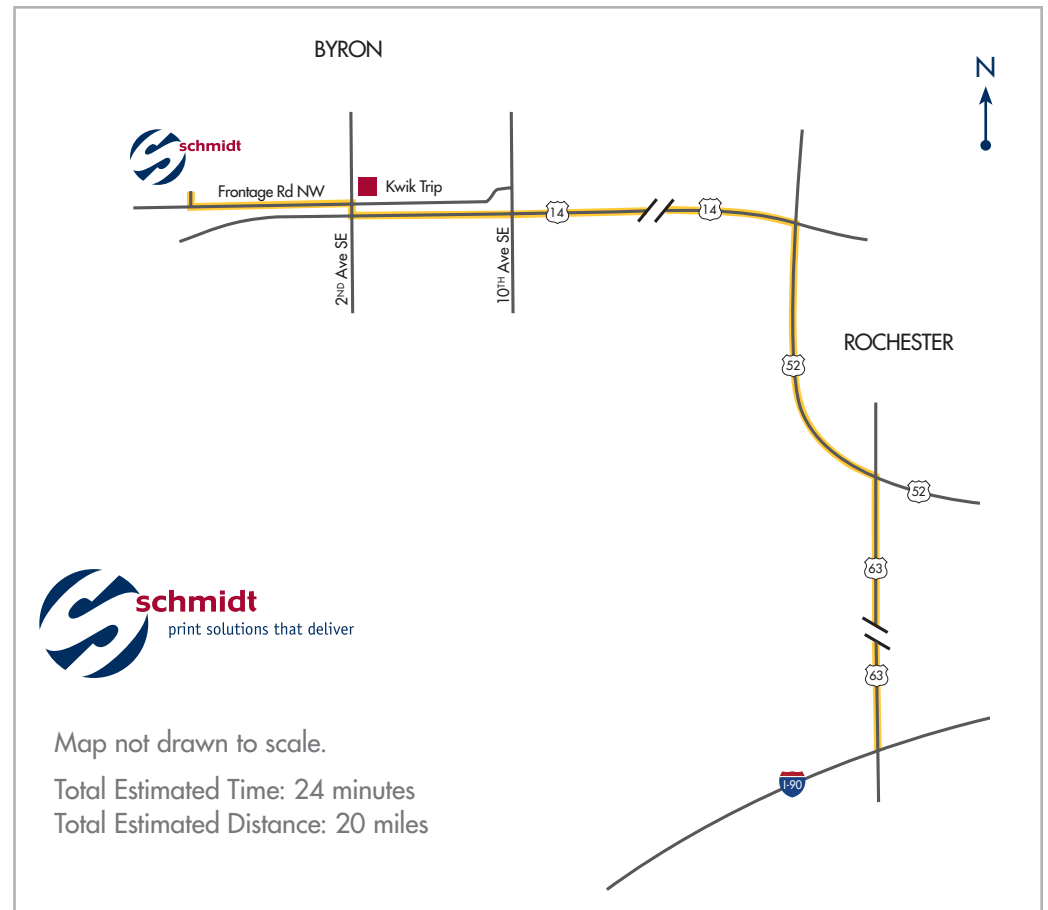 BYRON
N
schmidt
Frontage Rd NW
Kwik Trip
14
14
2ND Ave SE
10TH Ave SE
ROCHESTER
52
52
63
schmidt
print solutions that deliver
63
Map not drawn to scale.
I-90
Total Estimated Time: 24 minutes
Total Estimated Distance: 20 miles